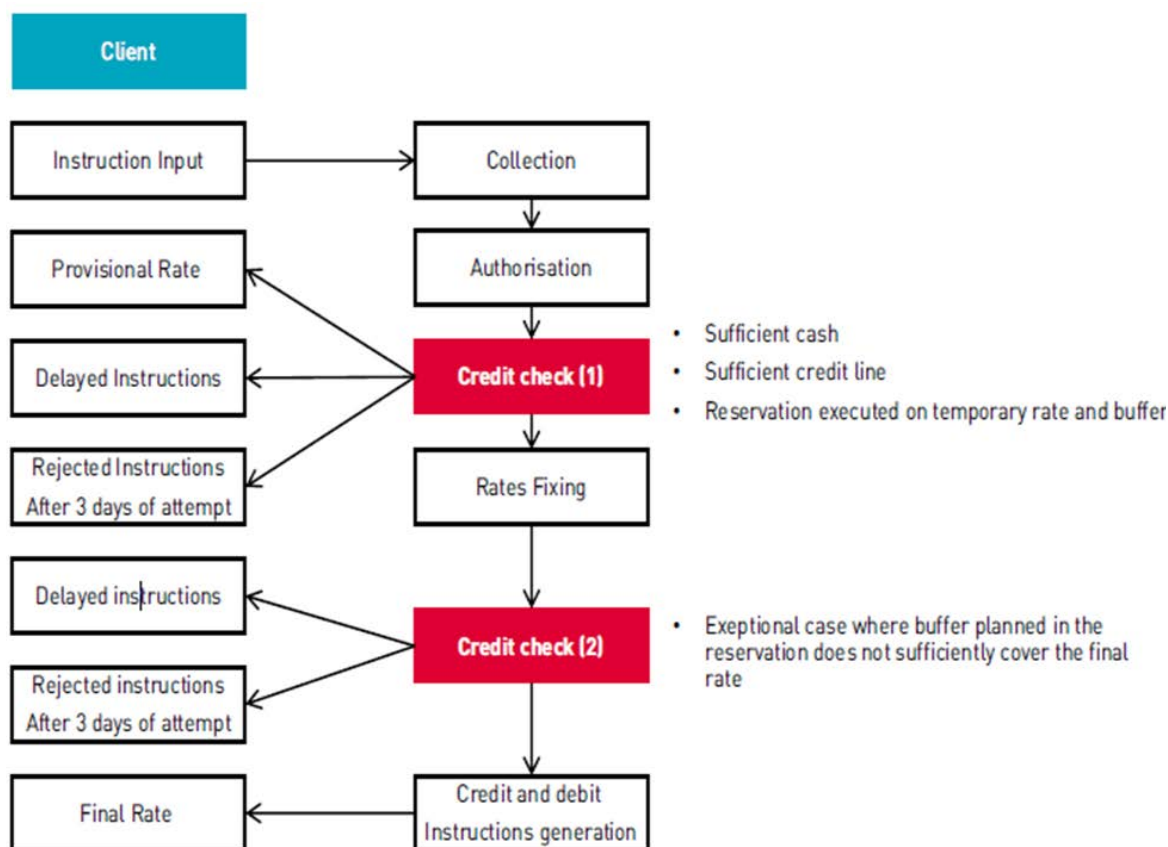 Client
Instruction Input
Collection
Provisional Rate
Authorisation
Delayed Instructions
Credit check (1)
• Sufficient cash
• Sufficient credit line
• Reservation executed on temporary rate and buffer
Rejected Instructions
After 3 days of attempt
Rates Fixing
Delayed instructions
Credit check (2)
• Exeptional case where buffer planned in the
reservation does not sufficiently cover the final
rate
Rejected instructions
After 3 days of attempt
Final Rate
Credit and debit
Instructions generation